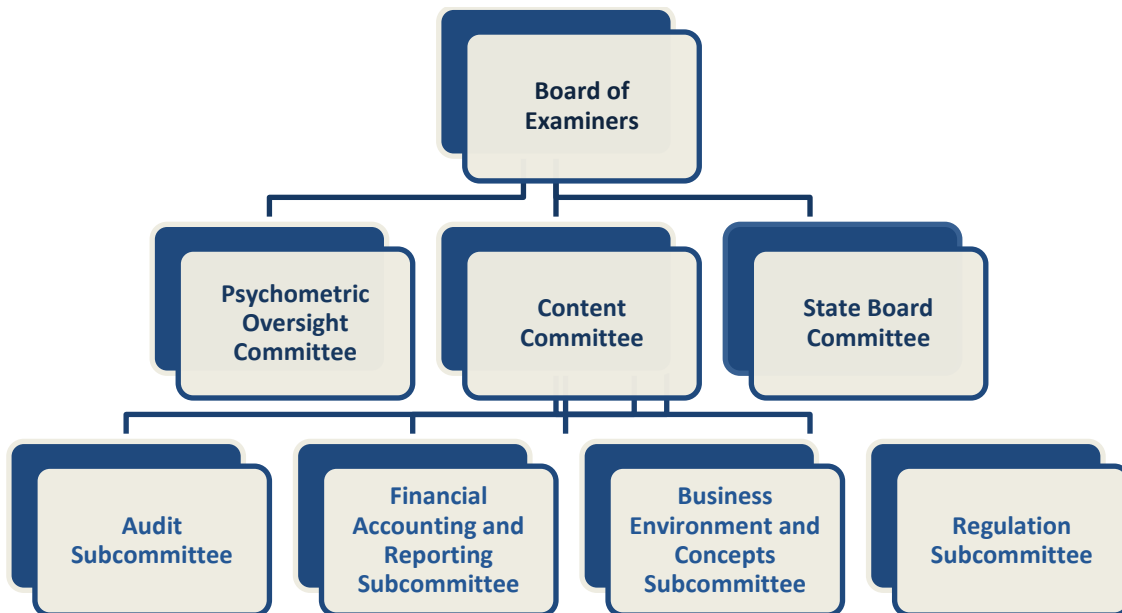 Board of
Examiners
Psychometric
Oversight
Committee
Content
Committee
State Board
Committee
Audit
Subcommittee
Financial
Accounting and
Reporting
Subcommittee
Business
Environment and
Concepts
Subcommittee
Regulation
Subcommittee